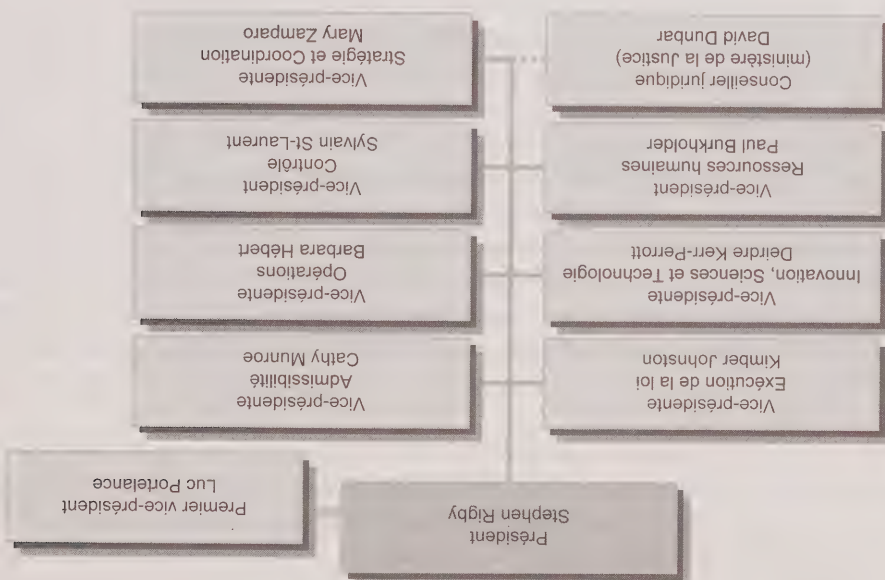 Président
Stephen Rigby
Premier vice-président
Luc Portelance
Vice-présidente
Exécution de la loi
Kimber Johnston
Vice-présidente
Admissibilité
Cathy Munroe
Vice-présidente
Innovation, Sciences et Technologie
Deirdre Kerr-Perrott
Vice-présidente
Opérations
Barbara Hébert
Vice-président
Ressources humaines
Paul Burkholder
Vice-président
Contrôle
Sylvain St-Laurent
Conseiller juridique
(ministère de la Justice)
David Dunbar
Vice-présidente
Stratégie et Coordination
Mary Zamparo